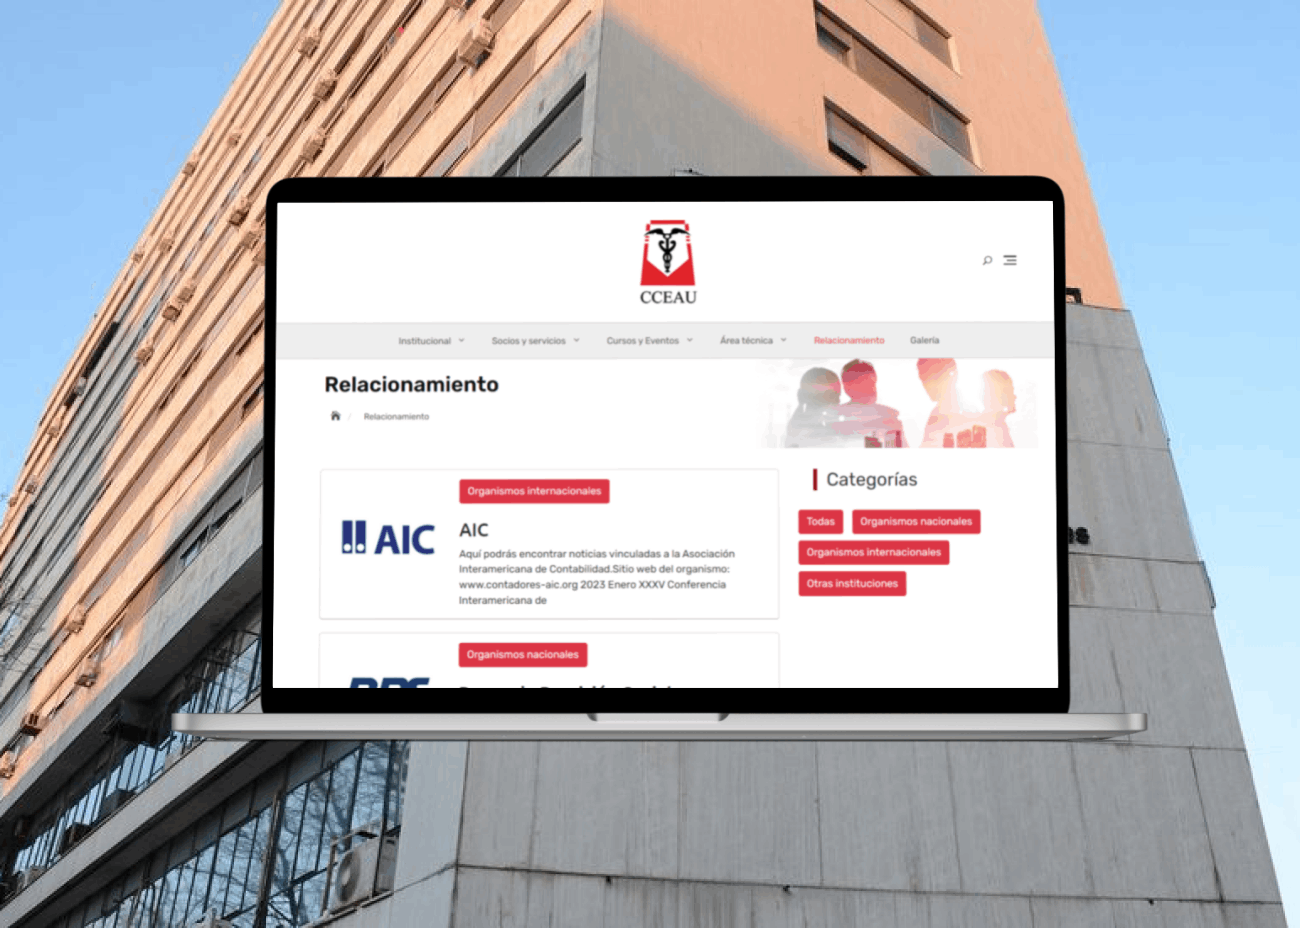 CCEAU
Institucional
Socios y servicios
Cursos y Eventos
Área técnica
Relacionamiento
Galería
Relacionamiento
Relacionamiento
Organismos internacionales
AIC
AIC
Aquí podrás encontrar noticias vinculadas a la Asociación
Interamericana de Contabilidad.Sitio web del organismo:
www.contadores-aic.org 2023 Enero XXXV Conferencia
Interamericana de
Organismos nacionales
Categorías
Todas
Organismos nacionales
Organismos internacionales
Otras instituciones